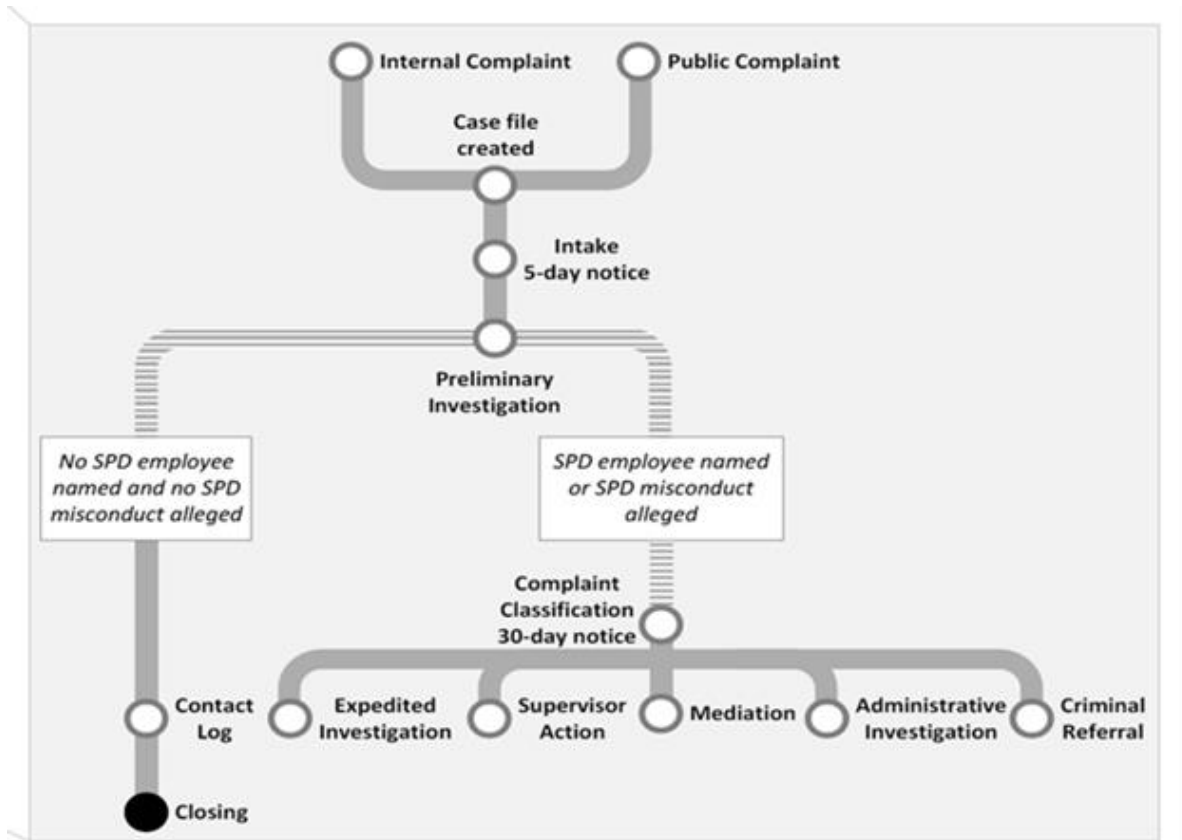 Internal Complaint
Public Complaint
Case file
created
Intake
5-day notice
Preliminary
Investigation
No SPD employee
named and no SPD
misconduct alleged
SPD employee named
or SPD misconduct
alleged
Complaint
Classification
30-day notice
Contact
Log
Expedited
Investigation
Supervisor
Action
Mediation
Administrative
Investigation
Criminal
Referral
Closing